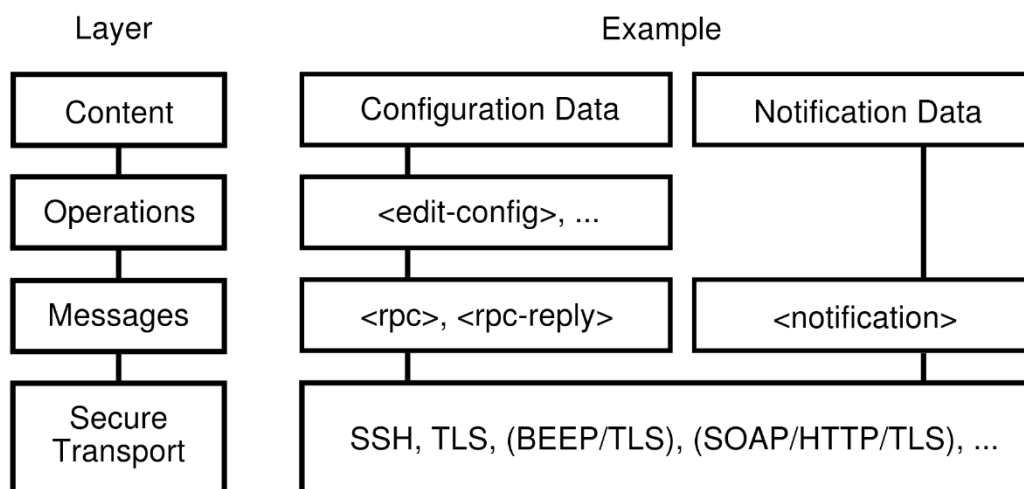 Layer
Example
Content
Configuration Data
Notification Data
Operations
<edit-config>, ...
Messages
<rpc>, <rpc-reply>
<notification>
Secure
Transport
SSH, TLS, (BEEP/TLS), (SOAP/HTTP/TLS), ...